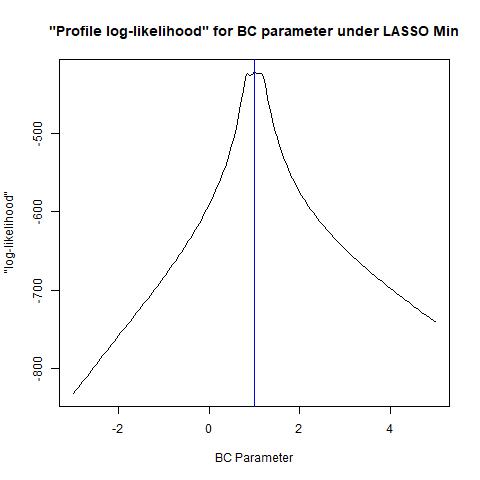 "Profile log-likelihood" for BC parameter under LASSO Min
"log-likelihood"
-500
-600
-700
-800
-2
0
2
4
BC Parameter